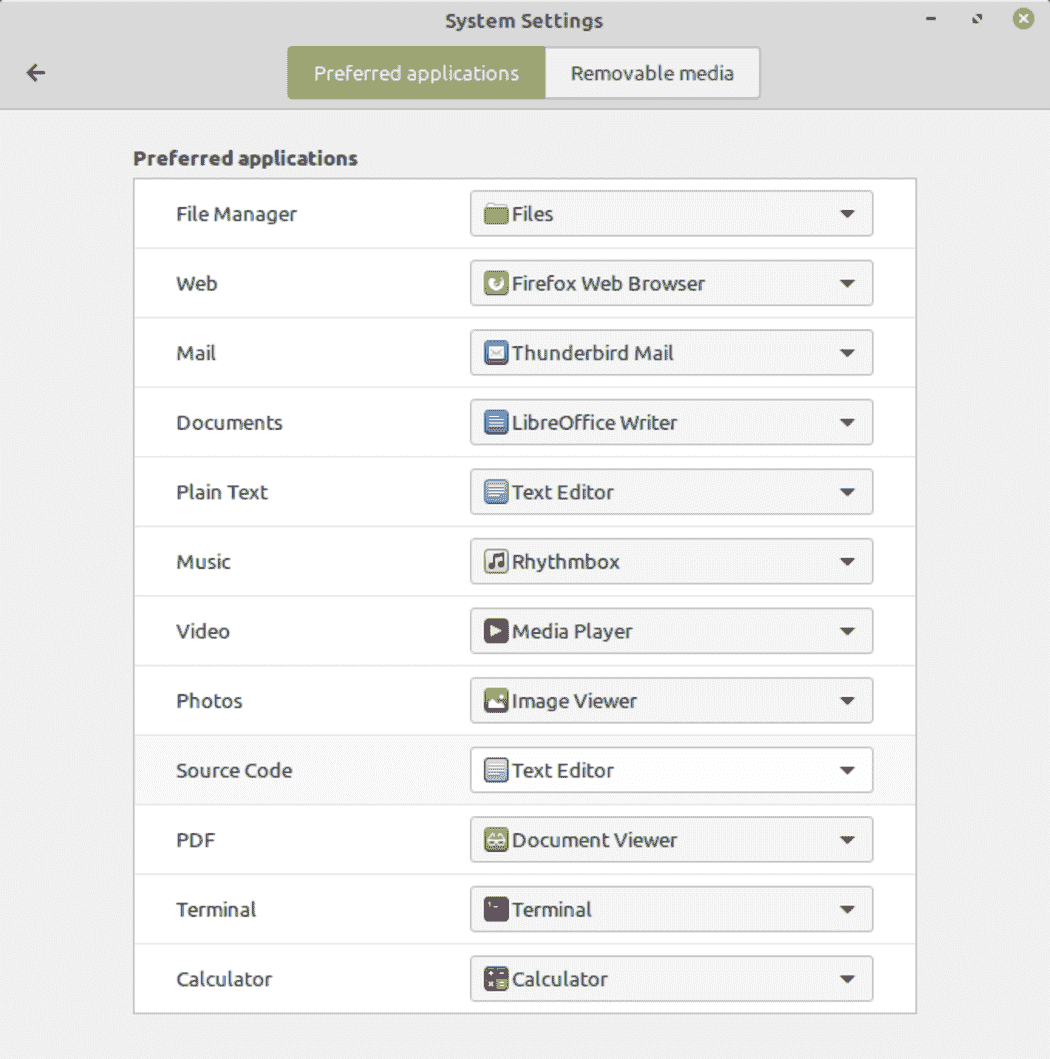 System Settings
Preferred applications Removable media
Preferred applications
File Manager Files
Web Firefox Web Browser
Mail Thunderbird Mail
Documents LibreOffice Writer
Plain Text Text Editor
Music Rhythmbox
Video Media Player
Photos Image Viewer
Source Code Text Editor
PDF Document Viewer
Terminal Terminal
Calculator Calculator